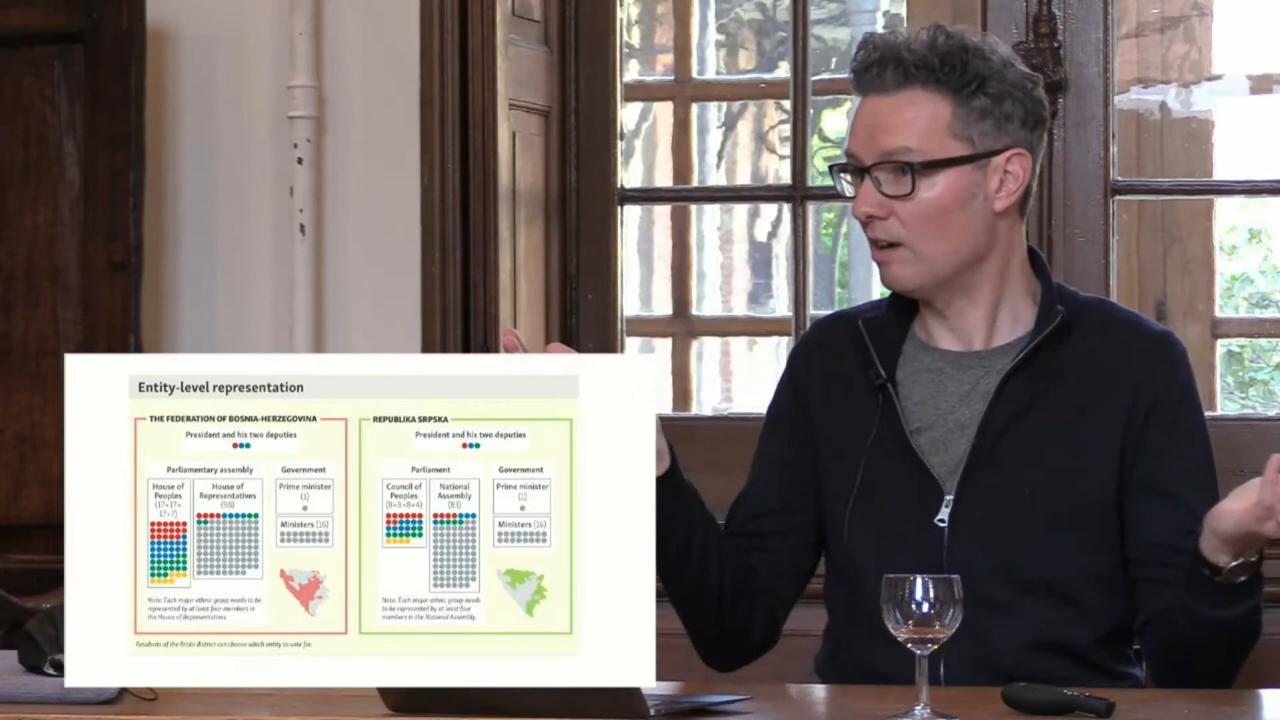 Entity-level representation
THE FEDERATION OF BOSNIA-HERZEGOVINA
President and his two deputies
Parliamentary assembly
Government
House of
Peoples
(17+17+
17+7)
House of
Representatives
(98)
Prime minister
(1)
Ministers (16)
Note: Each major ethnic group needs to be
represented by at least four members in
the House of Representatives.
REPUBLIKA SRPSKA
President and his two deputies
Parliament
Government
Council of
Peoples
(8+8+8+4)
National
Assembly
(83)
Prime minister
(1)
Ministers (16)
Note: Each major ethnic group needs
to be represented by at least four
members in the National Assembly.
Residents of the Brčko district can choose which entity to vote for.